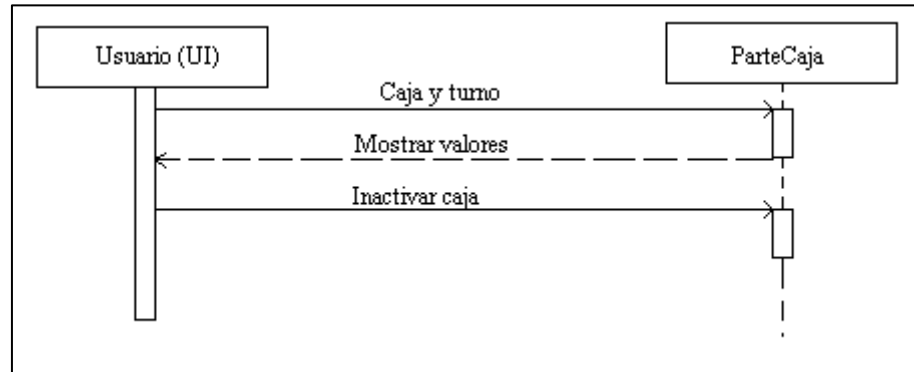 Usuario (UI)
ParteCaja
Caja y turno
Mostrar valores
Inactivar caja